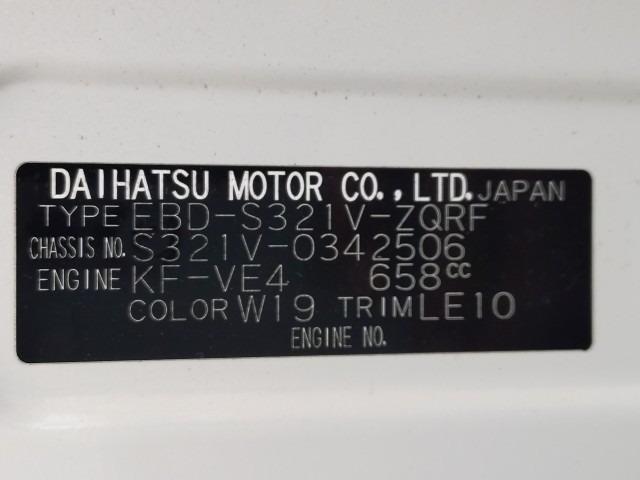 DAIHATSU MOTOR CO., LTD. JAPAN
TYPE EBD-S321V-ZQRF
CHASSIS NO. S321V-0342506
ENGINE KF-VE4 658cc
COLOR W19 TRIM LE10
ENGINE NO.